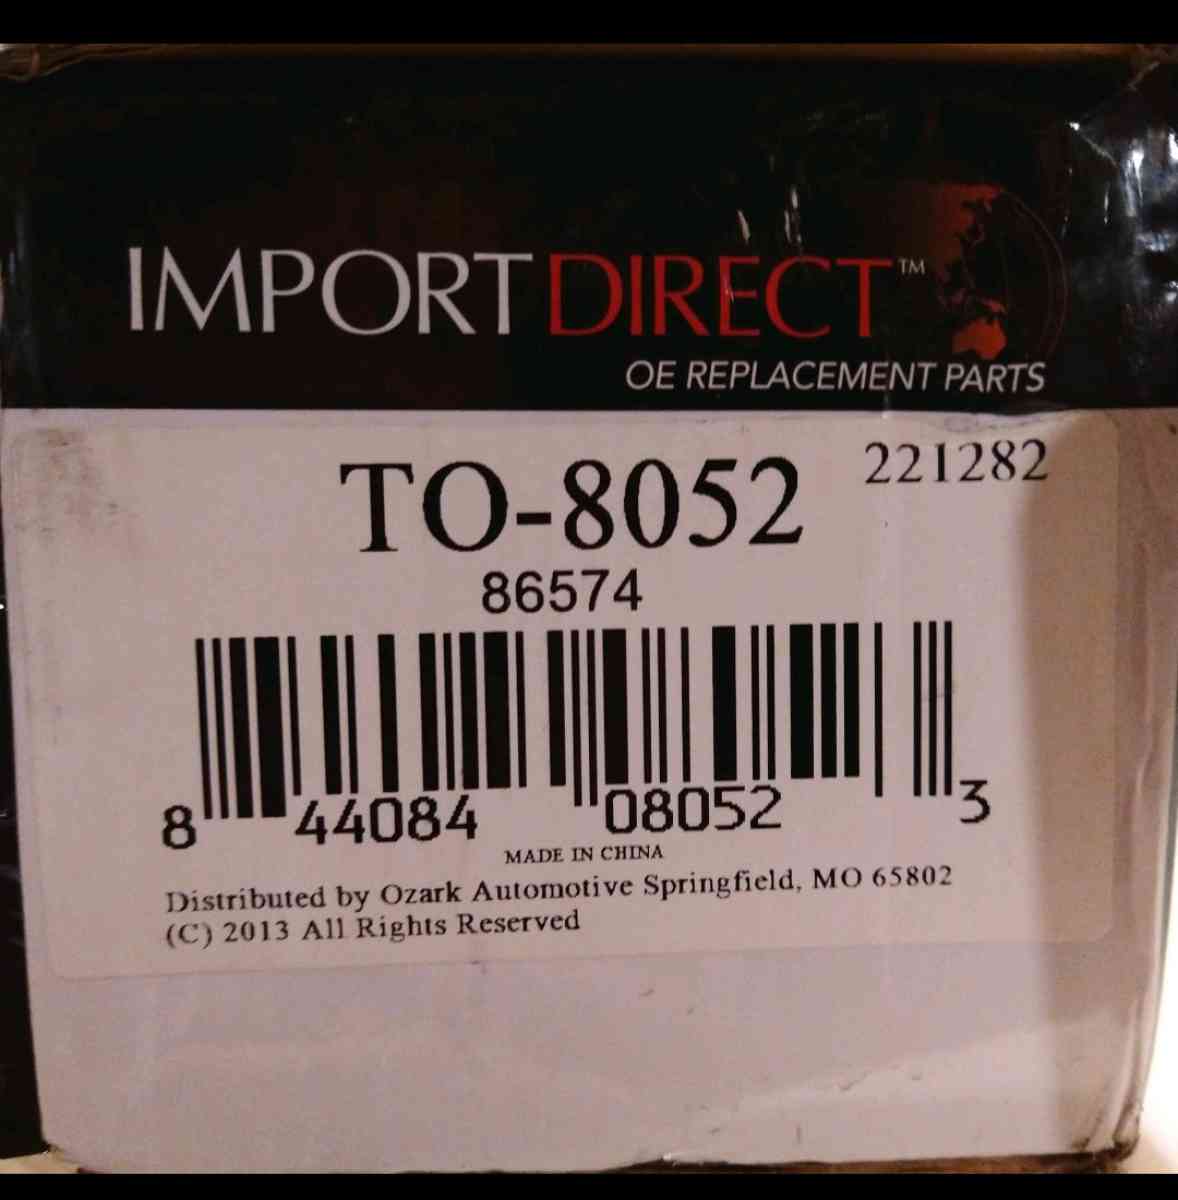 IMPORT DIRECT™
OE REPLACEMENT PARTS
TO-8052 221282
86574
8 44084 08052 3
MADE IN CHINA
Distributed by Ozark Automotive Springfield, MO 65802
(C) 2013 All Rights Reserved